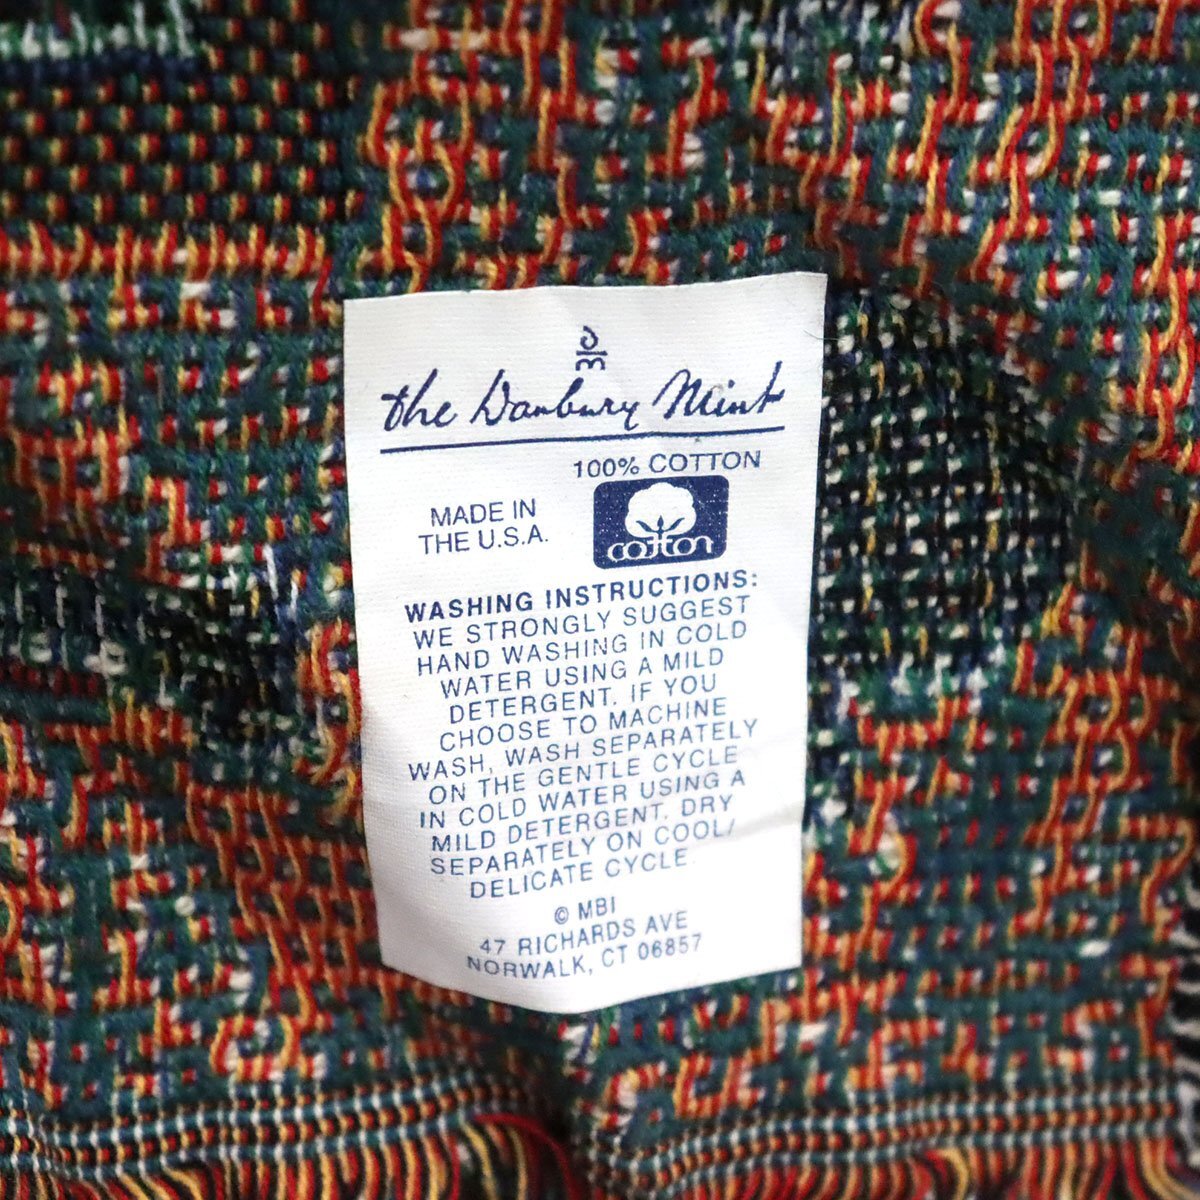 dm
the Danbury Mint
100% COTTON
MADE IN
THE U.S.A.
cotton
WASHING INSTRUCTIONS:
WE STRONGLY SUGGEST
HAND WASHING IN COLD
WATER USING A MILD
DETERGENT. IF YOU
CHOOSE TO MACHINE
WASH, WASH SEPARATELY
ON THE GENTLE CYCLE
IN COLD WATER USING A
MILD DETERGENT. DRY
SEPARATELY ON COOL/
DELICATE CYCLE.
© MBI
47 RICHARDS AVE
NORWALK, CT 06857